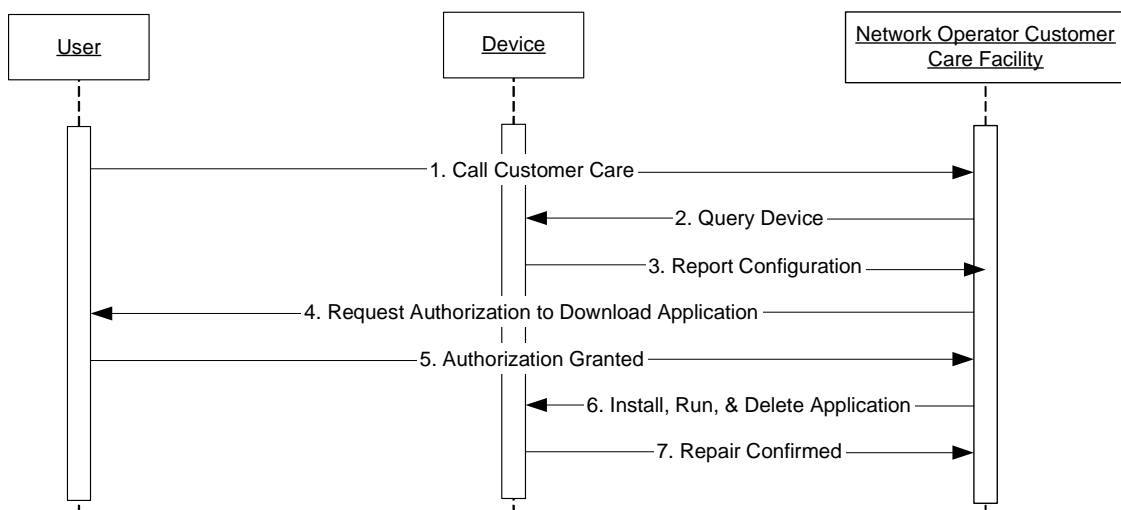 User
Device
Network Operator Customer
Care Facility
1. Call Customer Care
2. Query Device
3. Report Configuration
4. Request Authorization to Download Application
5. Authorization Granted
6. Install, Run, & Delete Application
7. Repair Confirmed